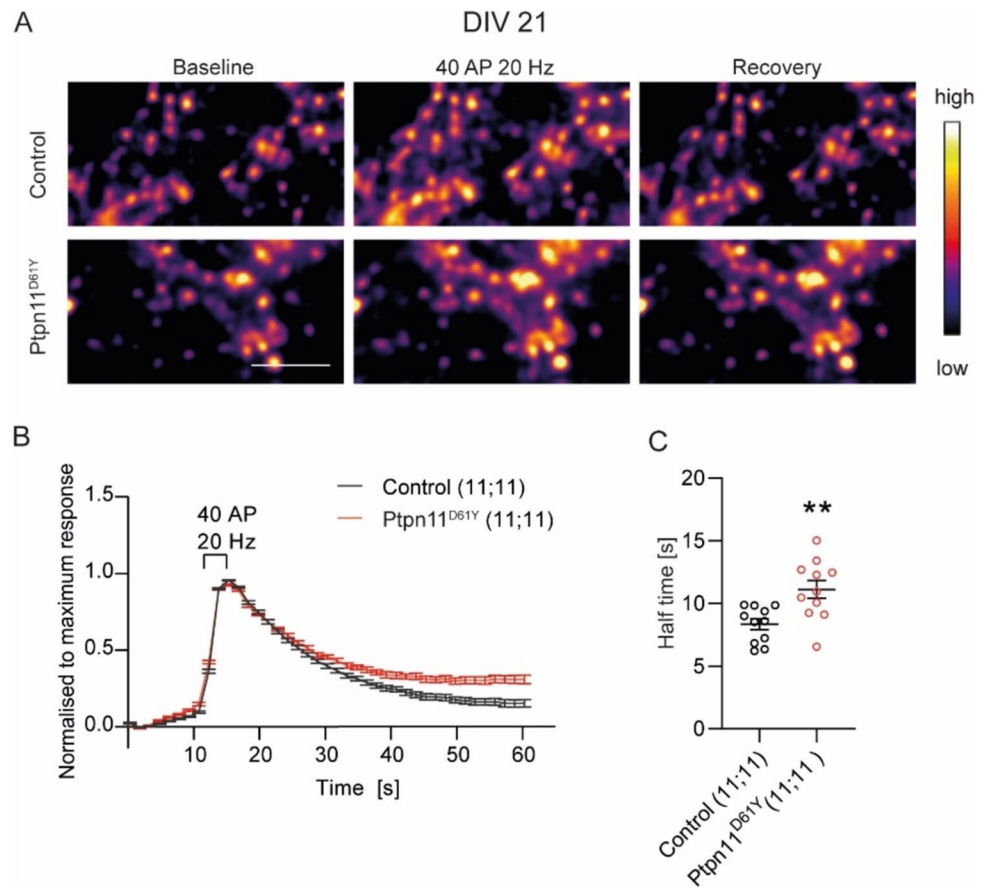 A
DIV 21
Baseline
40 AP 20 Hz
Recovery
Control
Ptpn11D61Y
high
low
B
Normalised to maximum response
1.5
1.0
0.5
0.0
40 AP
20 Hz
Control (11;11)
Ptpn11D61Y (11;11)
10 20 30 40 50 60
Time [s]
C
Half time [s]
20
15
10
5
0
**
Control (11;11)
Ptpn11D61Y (11;11 )